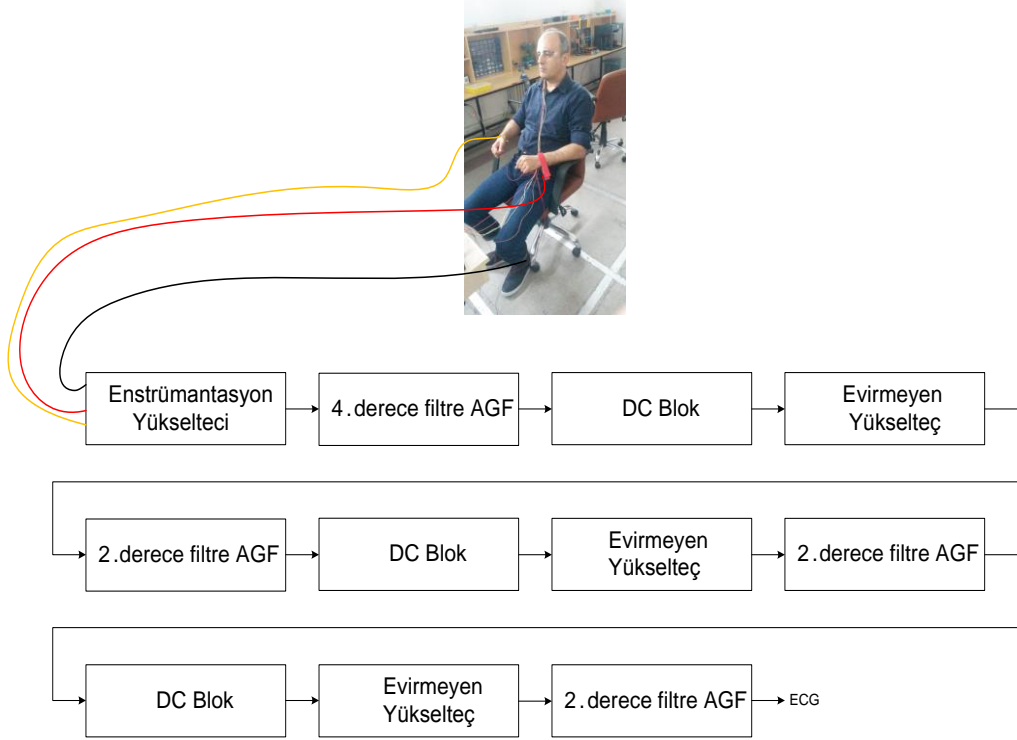 Enstrümantasyon
Yükselteci
4.derece filtre AGF
DC Blok
Evirmeyen
Yükselteç
2.derece filtre AGF
DC Blok
Evirmeyen
Yükselteç
2.derece filtre AGF
DC Blok
Evirmeyen
Yükselteç
2.derece filtre AGF
ECG